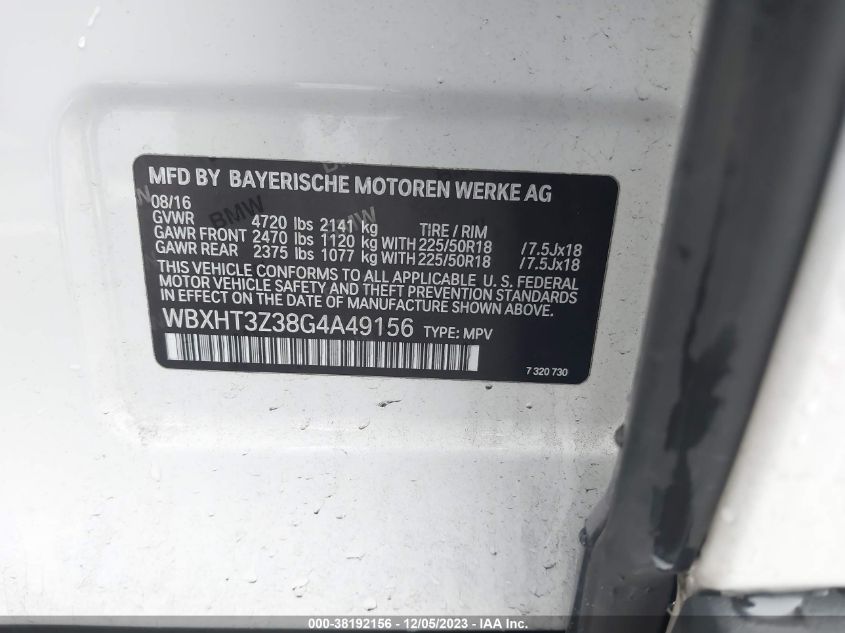 MFD BY BAYERISCHE MOTOREN WERKE AG
08/16
GVWR 4720 lbs 2141 kg TIRE / RIM
GAWR FRONT 2470 lbs 1120 kg WITH 225/50R18 /7.5Jx18
GAWR REAR 2375 lbs 1077 kg WITH 225/50R18 /7.5Jx18
THIS VEHICLE CONFORMS TO ALL APPLICABLE U. S. FEDERAL
MOTOR VEHICLE SAFETY, BUMPER, AND THEFT PREVENTION STANDARDS
IN EFFECT ON THE DATE OF MANUFACTURE SHOWN ABOVE.
WBXHT3Z38G4A49156 TYPE: MPV
7 320 730
BMW
000-38192156 - 12/05/2023 - IAA Inc.